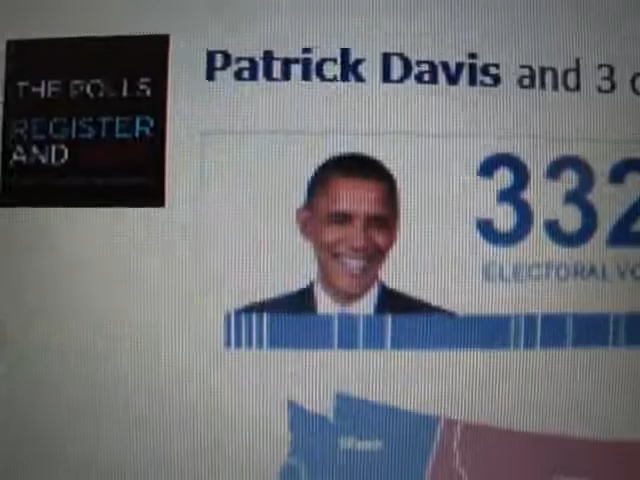 THE POLLS
REGISTER
AND
Patrick Davis and 3
332
ELECTORAL VO